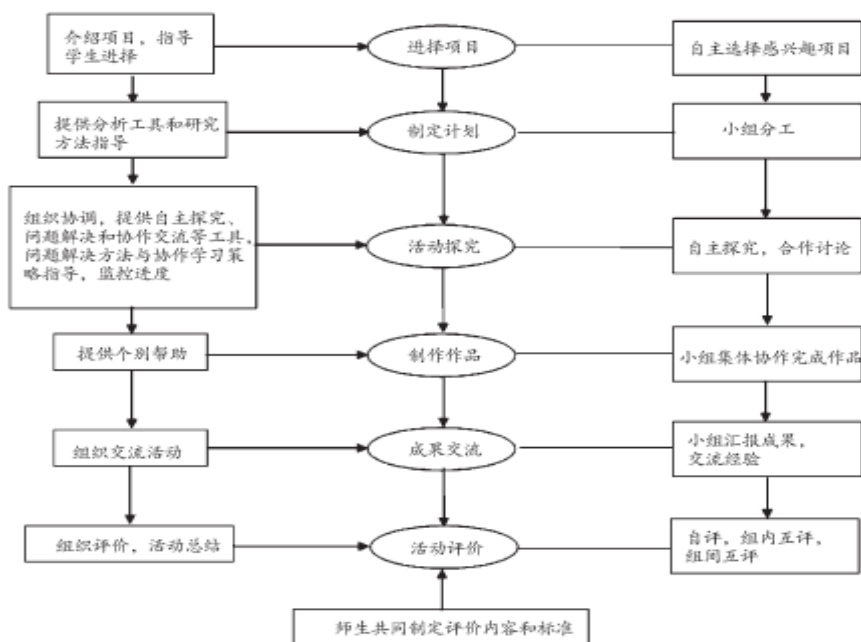 介绍项目，指导
学生进择
进择项目
自主选择感兴趣项目
提供分析工具和研究
方法指导
制定计划
小组分工
组织协调，提供自主探究、
问题解决和协作交流等工具，
问题解决方法与协作学习策
略指导，监控进度
活动探究
自主探究，合作讨论
提供个别帮助
制作作品
小组集体协作完成作品
组织交流活动
成果交流
小组汇报成果，
交流经验
组织评价，活动总结
活动评价
自评，组内互评，
组间互评
师生共同制定评价内容和标准